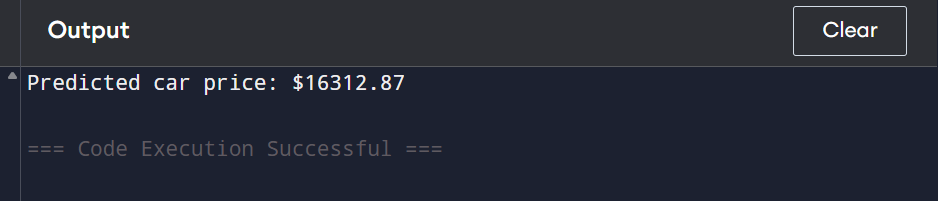 Output
Clear
Predicted car price: $16312.87
=== Code Execution Successful ===